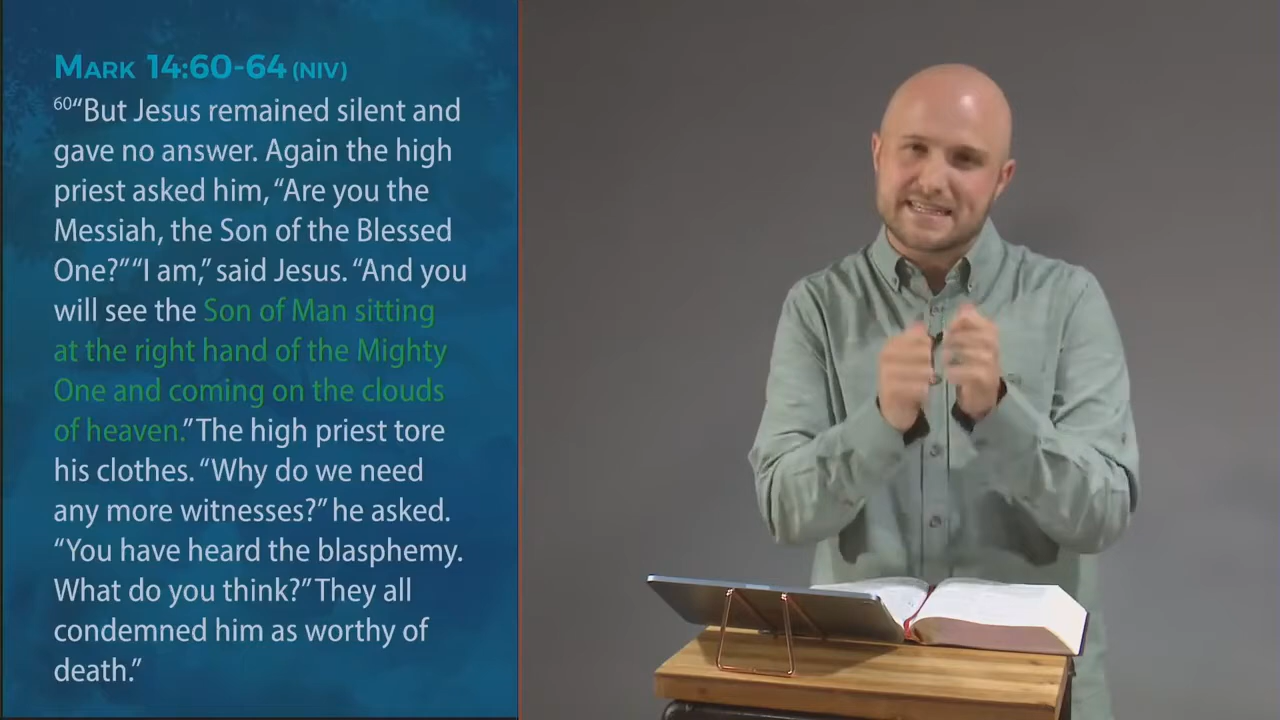 MARK 14:60-64 (NIV)
60“But Jesus remained silent and
gave no answer. Again the high
priest asked him, “Are you the
Messiah, the Son of the Blessed
One?” “I am,” said Jesus. “And you
will see the Son of Man sitting
at the right hand of the Mighty
One and coming on the clouds
of heaven.” The high priest tore
his clothes. “Why do we need
any more witnesses?” he asked.
“You have heard the blasphemy.
What do you think?” They all
condemned him as worthy of
death.”